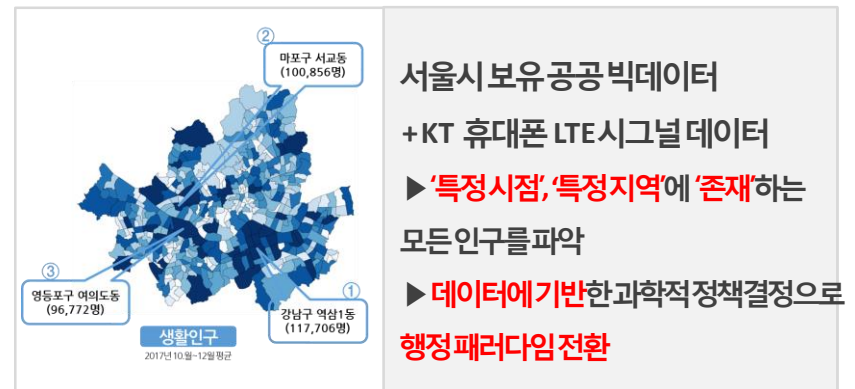 ②
마포구 서교동
(100,856명)
③
영등포구 여의도동
(96,772명)
①
강남구 역삼1동
(117,706명)
생활인구
2017년 10.월~12월 평균
서울시 보유 공공 빅데이터
+KT 휴대폰 LTE시그널 데이터
▶‘특정 시점’, ‘특정 지역’에 ‘존재’하는
모든 인구를 파악
▶데이터에 기반한 과학적 정책결정으로
행정 패러다임 전환